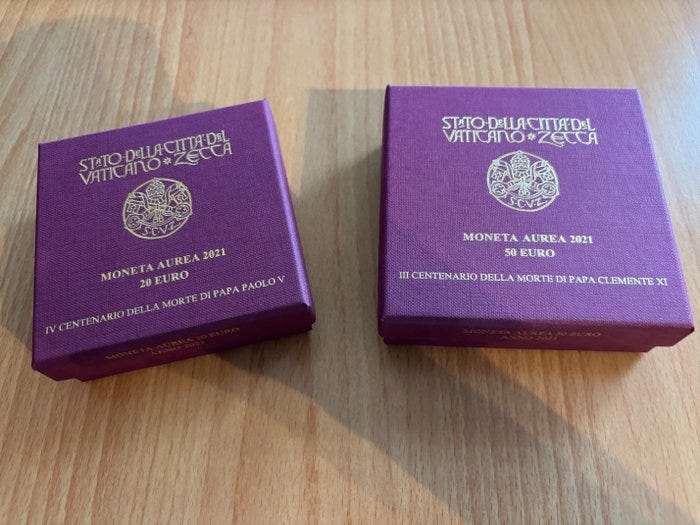 STATO·DELLA·CITTÀ·DEL
VATICANO * ZECCA
S.C.V.Z.
MONETA AUREA 2021
20 EURO
IV CENTENARIO DELLA MORTE DI PAPA PAOLO V
MONETA AUREA 20 EURO
ANNO 2021
STATO·DELLA·CITTÀ·DEL
VATICANO * ZECCA
S.C.V.Z.
MONETA AUREA 2021
50 EURO
III CENTENARIO DELLA MORTE DI PAPA CLEMENTE XI
MONETA AUREA 50 EURO
ANNO 2021